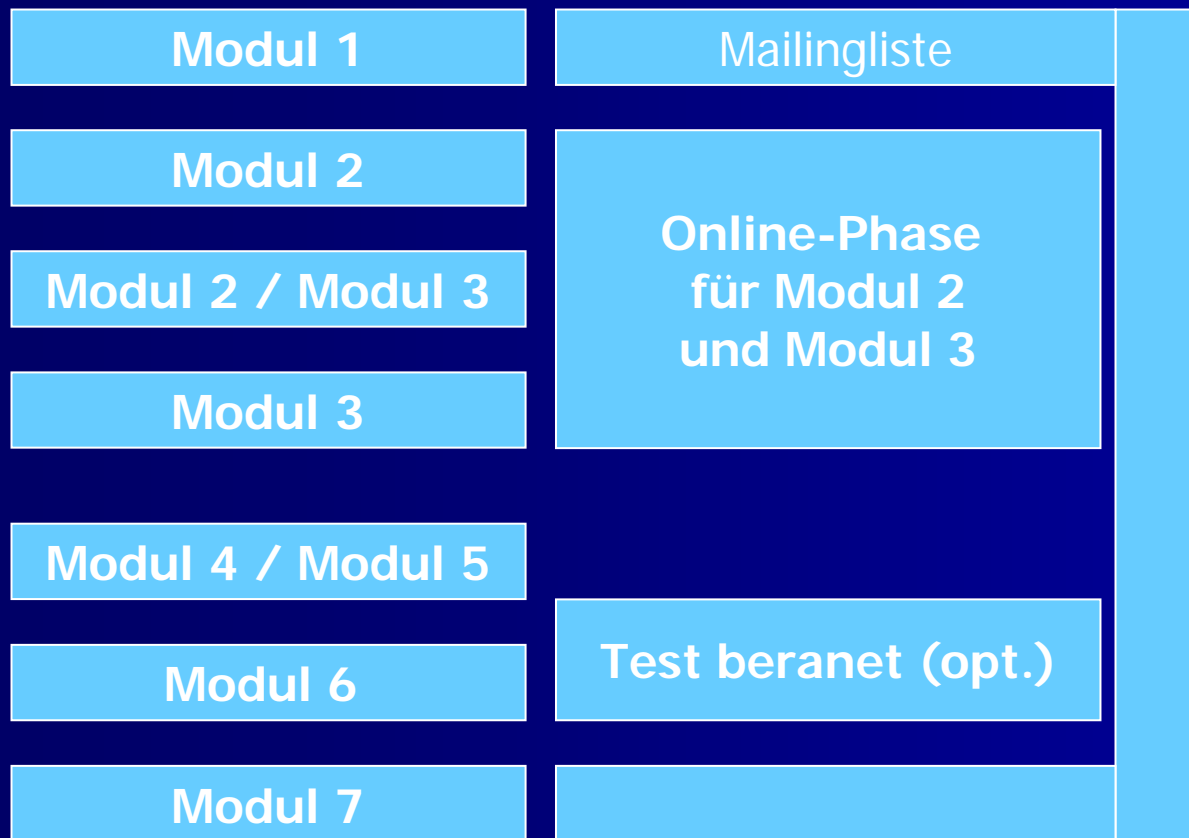 Modul 1
Mailingliste
Modul 2
Online-Phase
für Modul 2
und Modul 3
Modul 2 / Modul 3
Modul 3
Modul 4 / Modul 5
Test beranet (opt.)
Modul 6
Modul 7